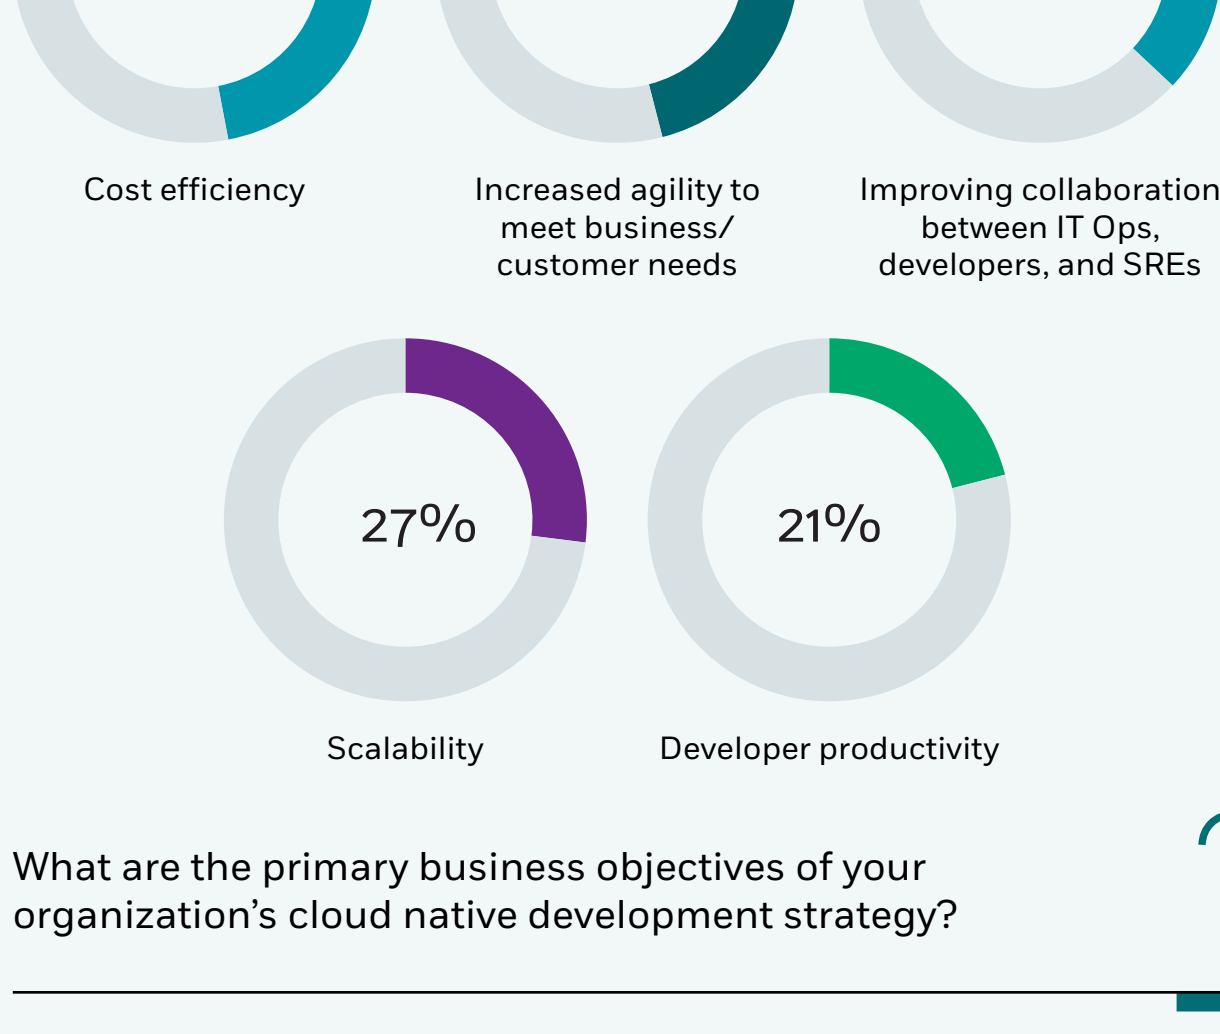 Cost efficiency
Increased agility to
meet business/
customer needs
Improving collaboration
between IT Ops,
developers, and SREs
27%
Scalability
21%
Developer productivity
What are the primary business objectives of your
organization’s cloud native development strategy?